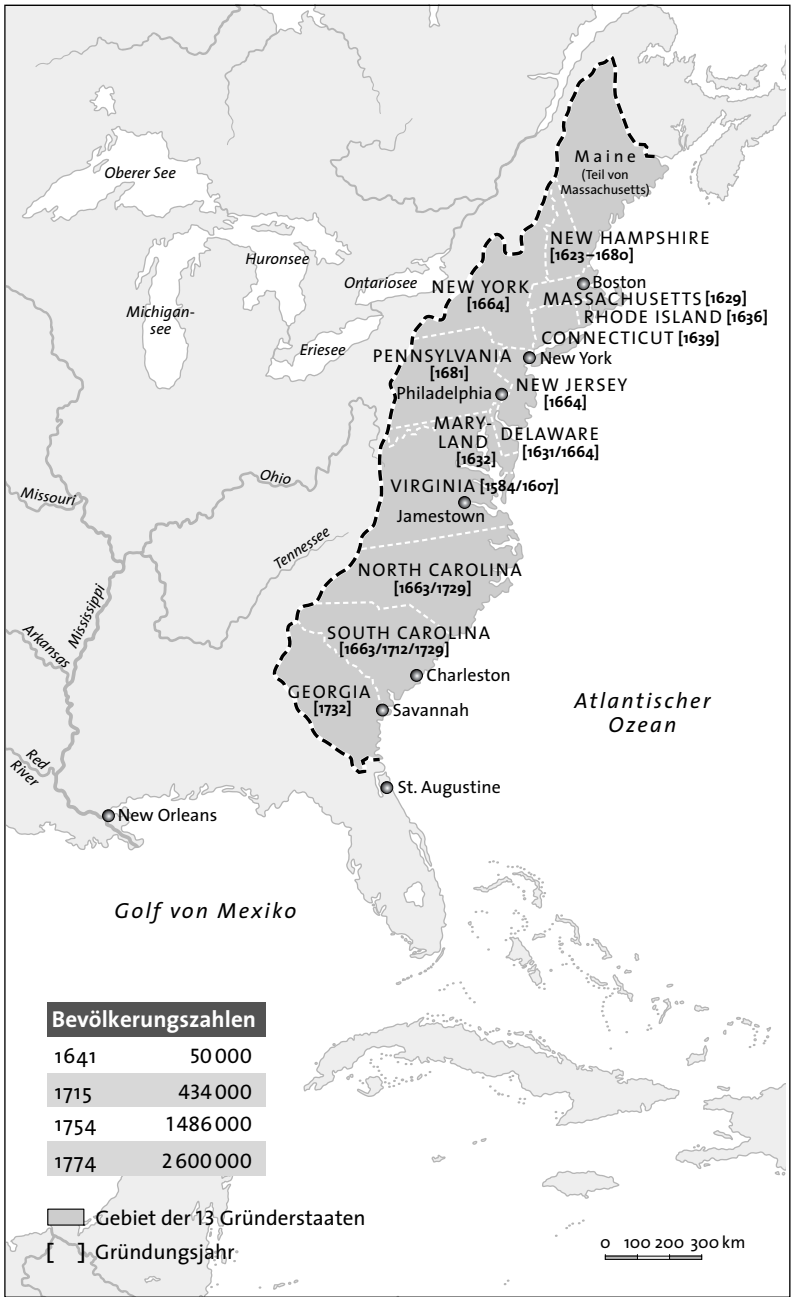 Maine
(Teil von
Massachusetts)
Oberer See
NEW HAMPSHIRE
[1623–1680]
Huronsee
Ontariosee
NEW YORK
[1664]
Boston
MASSACHUSETTS [1629]
RHODE ISLAND [1636]
Michigan-
see
CONNECTICUT [1639]
Eriesee
PENNSYLVANIA
[1681]
New York
Philadelphia
NEW JERSEY
[1664]
MARY-
LAND
[1632]
DELAWARE
[1631/1664]
Ohio
Missouri
VIRGINIA [1584/1607]
Jamestown
Tennessee
NORTH CAROLINA
[1663/1729]
Mississippi
Arkansas
SOUTH CAROLINA
[1663/1712/1729]
Charleston
GEORGIA
[1732]
Savannah
Atlantischer
Ozean
Red
River
St. Augustine
New Orleans
Golf von Mexiko
Bevölkerungszahlen
1641 50 000
1715 434 000
1754 1 486 000
1774 2 600 000
Gebiet der 13 Gründerstaaten
[ ] Gründungsjahr
0 100 200 300 km